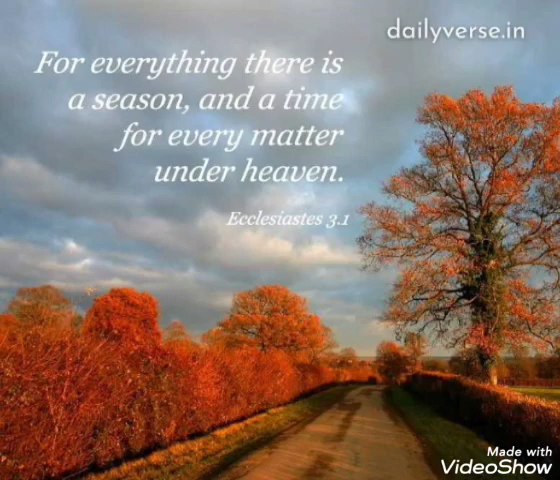 dailyverse.in
For everything there is
a season, and a time
for every matter
under heaven.
Ecclesiastes 3.1
Made with
VideoShow